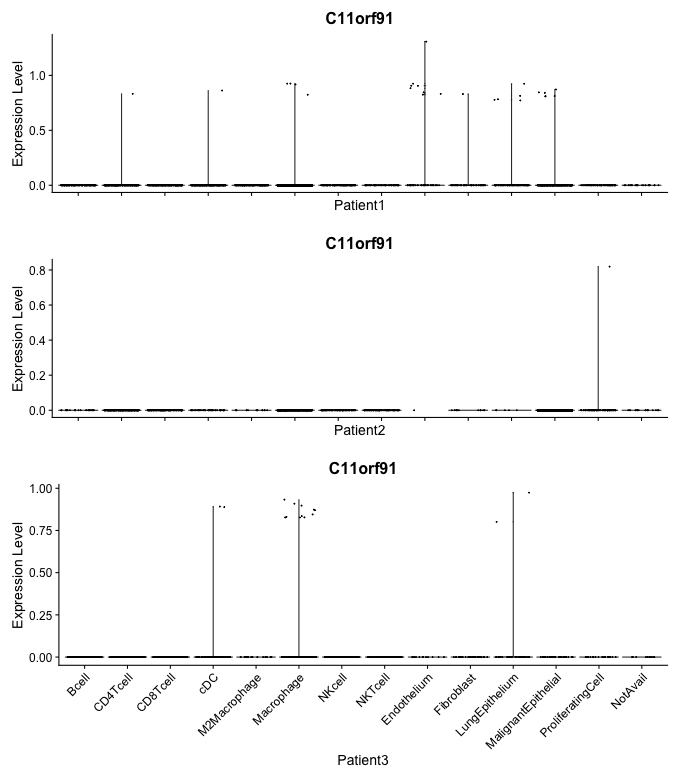 C11orf91
Expression Level
1.0
0.5
0.0
Patient1
C11orf91
Expression Level
0.8
0.6
0.4
0.2
0.0
Patient2
C11orf91
Expression Level
1.00
0.75
0.50
0.25
0.00
Bcell
CD4Tcell
CD8Tcell
cDC
M2Macrophage
Macrophage
NKcell
NKTcell
Endothelium
Fibroblast
LungEpithelium
MalignantEpithelial
ProliferatingCell
NotAvail
Patient3